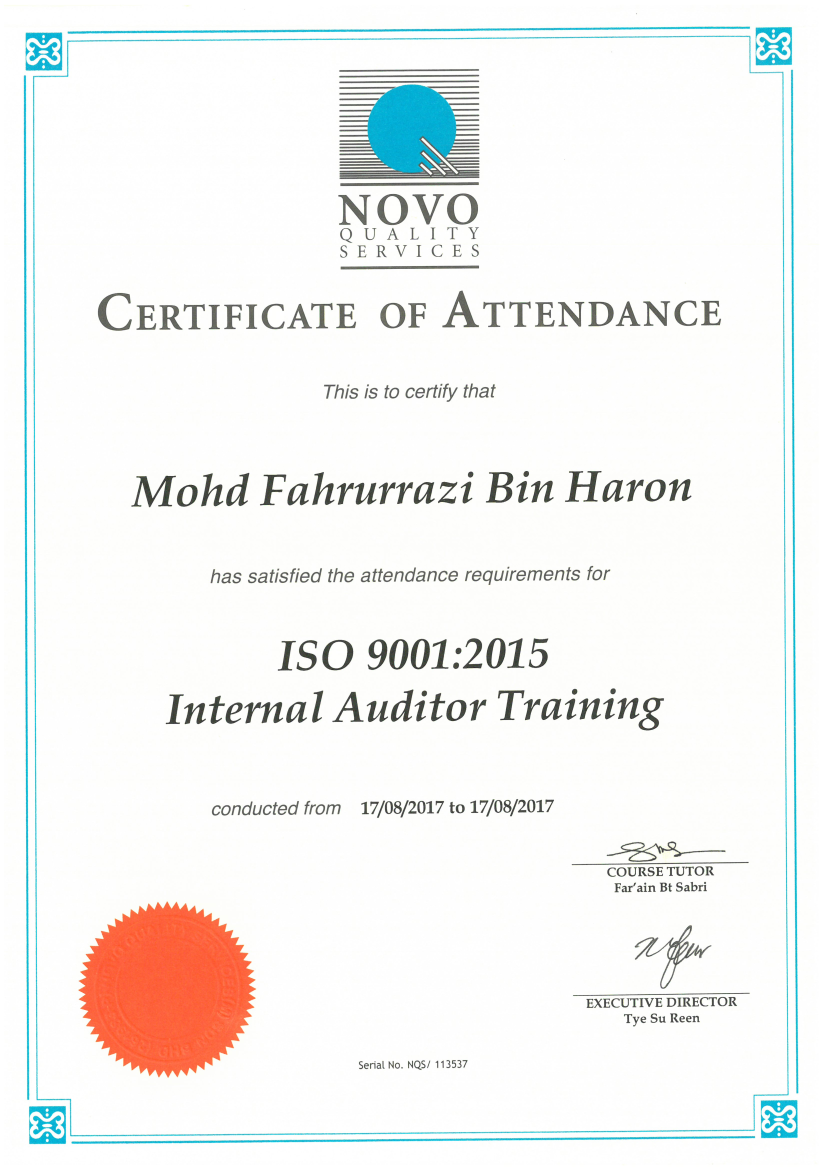 NOVO
QUALITY
SERVICES
CERTIFICATE OF ATTENDANCE
This is to certify that
Mohd Fahrurrazi Bin Haron
has satisfied the attendance requirements for
ISO 9001:2015
Internal Auditor Training
conducted from 17/08/2017 to 17/08/2017
COURSE TUTOR
Far'ain Bt Sabri
EXECUTIVE DIRECTOR
Tye Su Reen
Serial No. NQS/ 113537